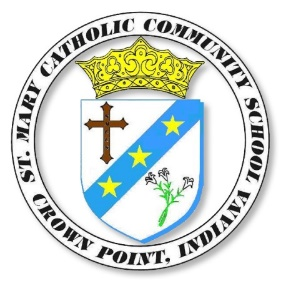 ST. MARY CATHOLIC COMMUNITY SCHOOL
CROWN POINT, INDIANA